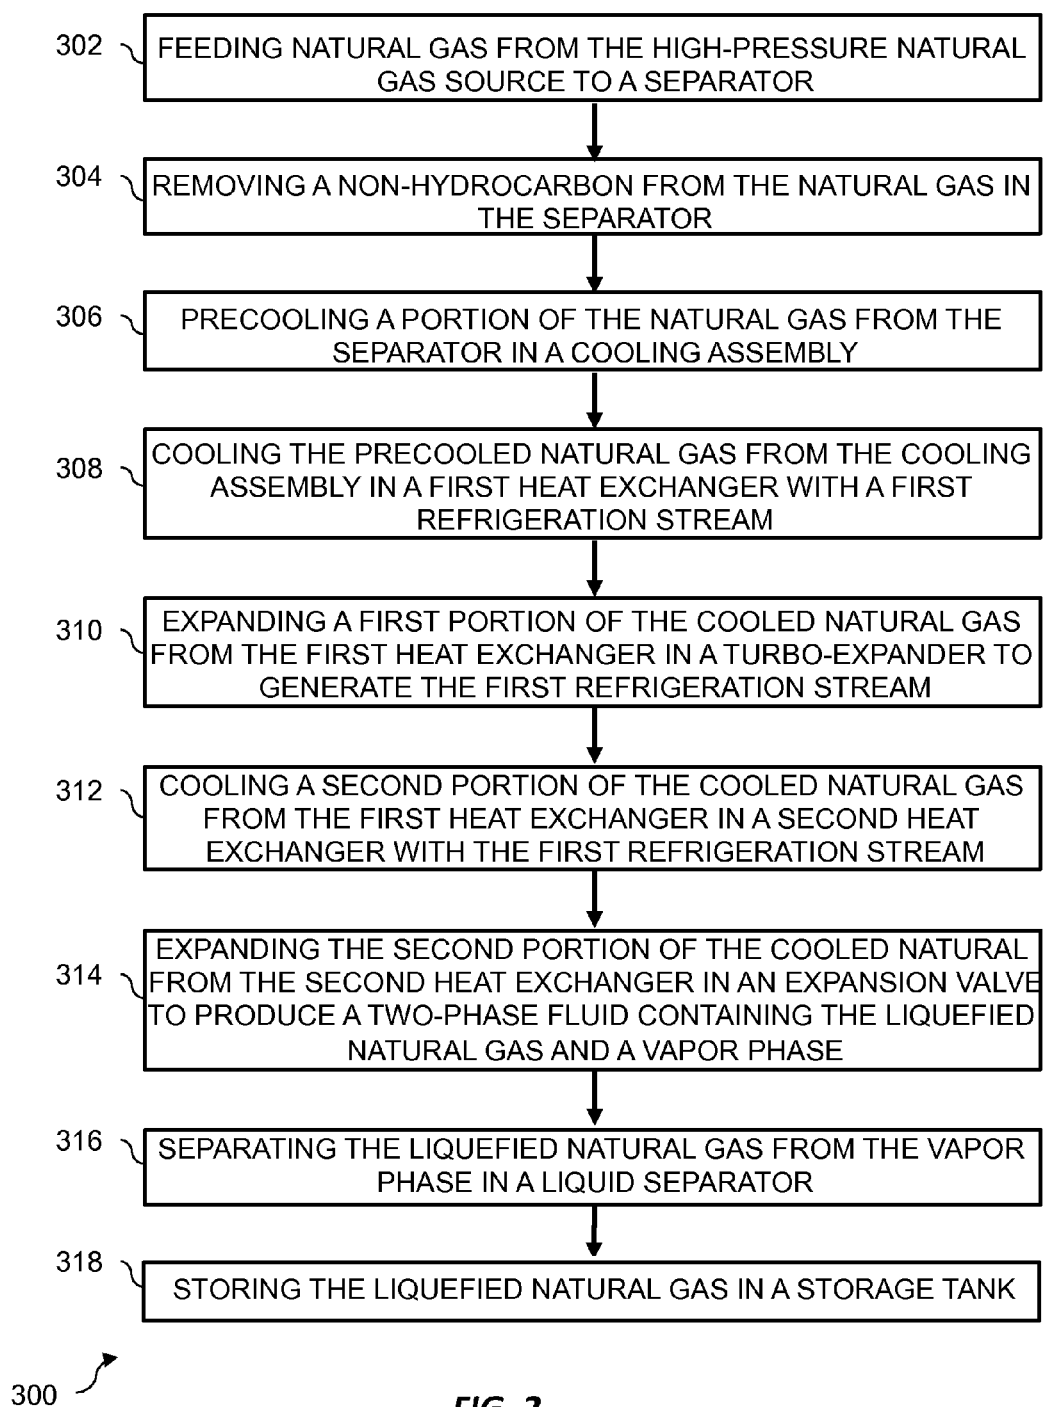 302
FEEDING NATURAL GAS FROM THE HIGH-PRESSURE NATURAL
GAS SOURCE TO A SEPARATOR
304
REMOVING A NON-HYDROCARBON FROM THE NATURAL GAS IN
THE SEPARATOR
306
PRECOOLING A PORTION OF THE NATURAL GAS FROM THE
SEPARATOR IN A COOLING ASSEMBLY
308
COOLING THE PRECOOLED NATURAL GAS FROM THE COOLING
ASSEMBLY IN A FIRST HEAT EXCHANGER WITH A FIRST
REFRIGERATION STREAM
310
EXPANDING A FIRST PORTION OF THE COOLED NATURAL GAS
FROM THE FIRST HEAT EXCHANGER IN A TURBO-EXPANDER TO
GENERATE THE FIRST REFRIGERATION STREAM
312
COOLING A SECOND PORTION OF THE COOLED NATURAL GAS
FROM THE FIRST HEAT EXCHANGER IN A SECOND HEAT
EXCHANGER WITH THE FIRST REFRIGERATION STREAM
314
EXPANDING THE SECOND PORTION OF THE COOLED NATURAL
FROM THE SECOND HEAT EXCHANGER IN AN EXPANSION VALVE
TO PRODUCE A TWO-PHASE FLUID CONTAINING THE LIQUEFIED
NATURAL GAS AND A VAPOR PHASE
316
SEPARATING THE LIQUEFIED NATURAL GAS FROM THE VAPOR
PHASE IN A LIQUID SEPARATOR
318
STORING THE LIQUEFIED NATURAL GAS IN A STORAGE TANK
300
FIG.